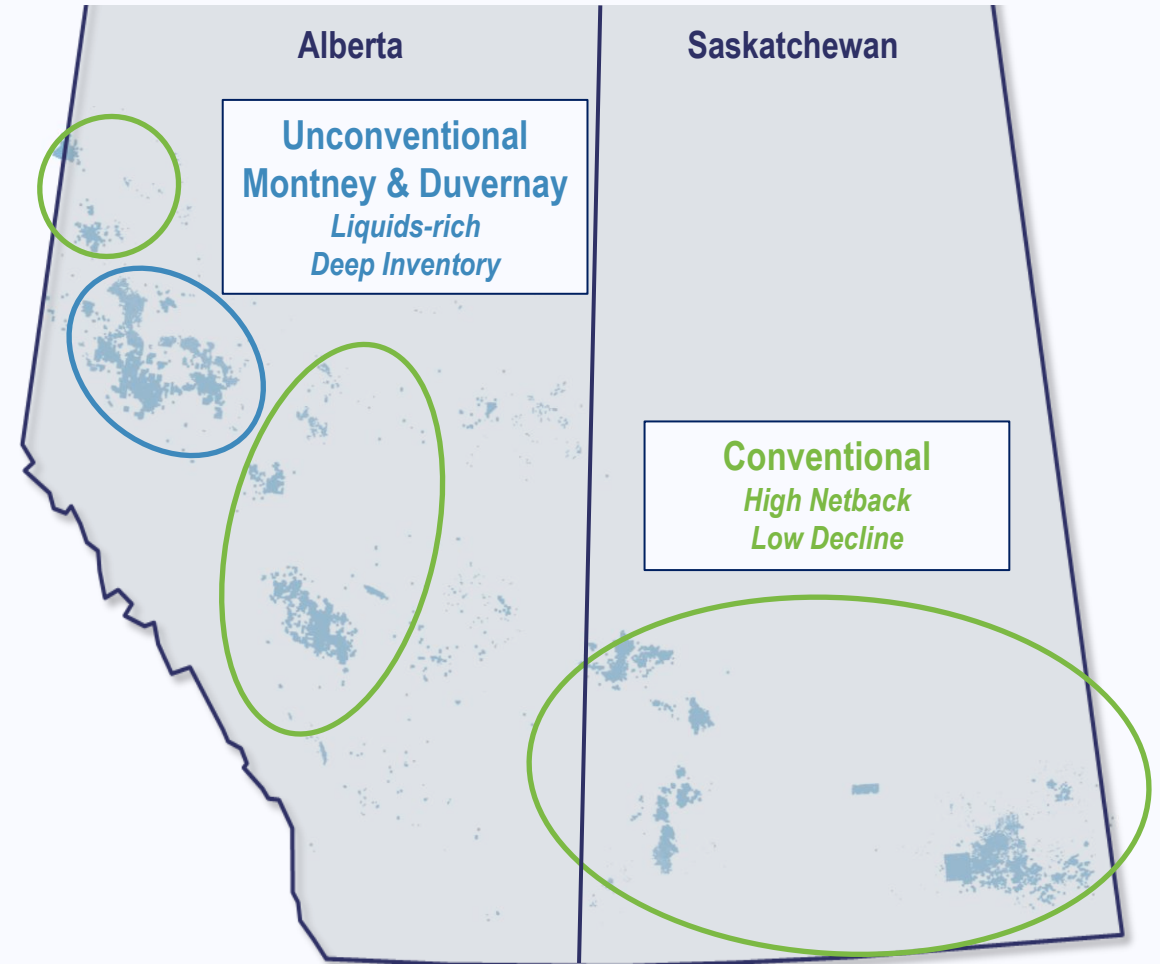 Alberta
Saskatchewan
Unconventional
Montney & Duvernay
Liquids-rich
Deep Inventory
Conventional
High Netback
Low Decline